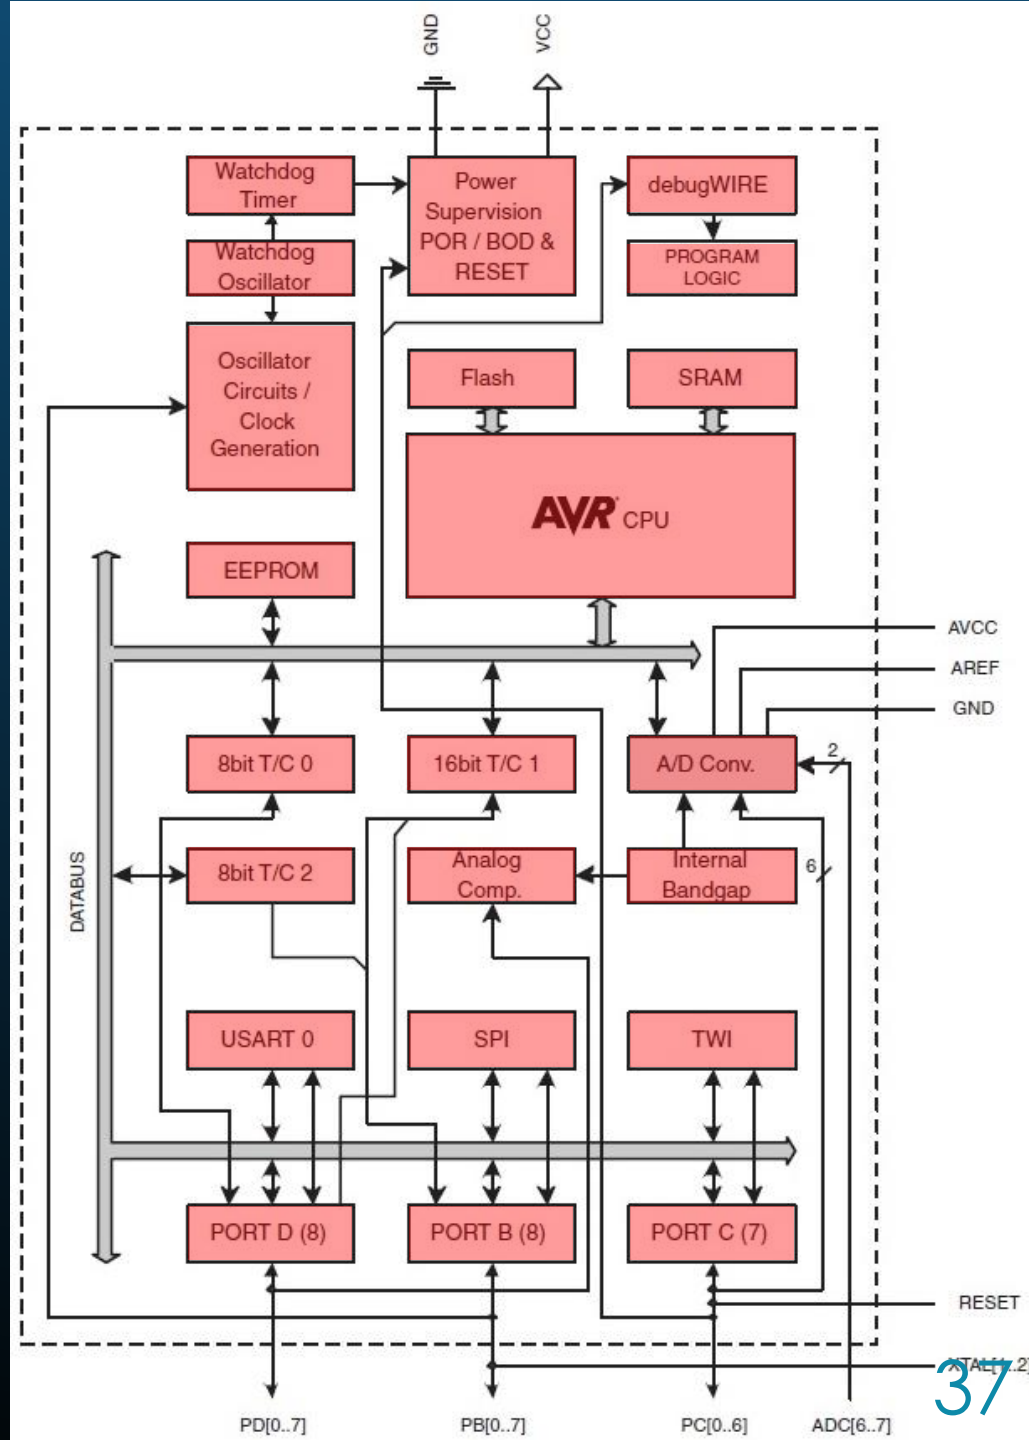 GND
VCC
Watchdog
Timer
Power
Supervision
POR / BOD &
RESET
debugWIRE
Watchdog
Oscillator
PROGRAM
LOGIC
Oscillator
Circuits /
Clock
Generation
Flash
SRAM
AVR® CPU
EEPROM
AVCC
AREF
GND
8bit T/C 0
16bit T/C 1
A/D Conv.
2
DATABUS
8bit T/C 2
Analog
Comp.
Internal
Bandgap
6
USART 0
SPI
TWI
PORT D (8)
PORT B (8)
PORT C (7)
RESET
XTAL[1..2]
37
PD[0..7]
PB[0..7]
PC[0..6]
ADC[6..7]